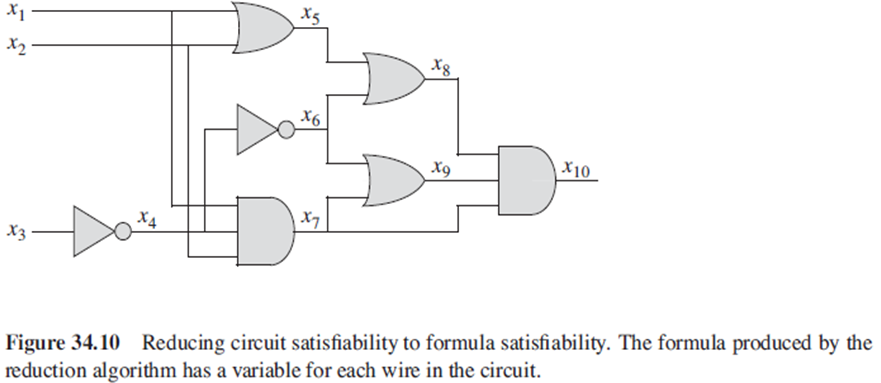 x1
x5
x2
x8
x6
x9
x10
x4
x7
x3
Figure 34.10 Reducing circuit satisfiability to formula satisfiability. The formula produced by the
reduction algorithm has a variable for each wire in the circuit.